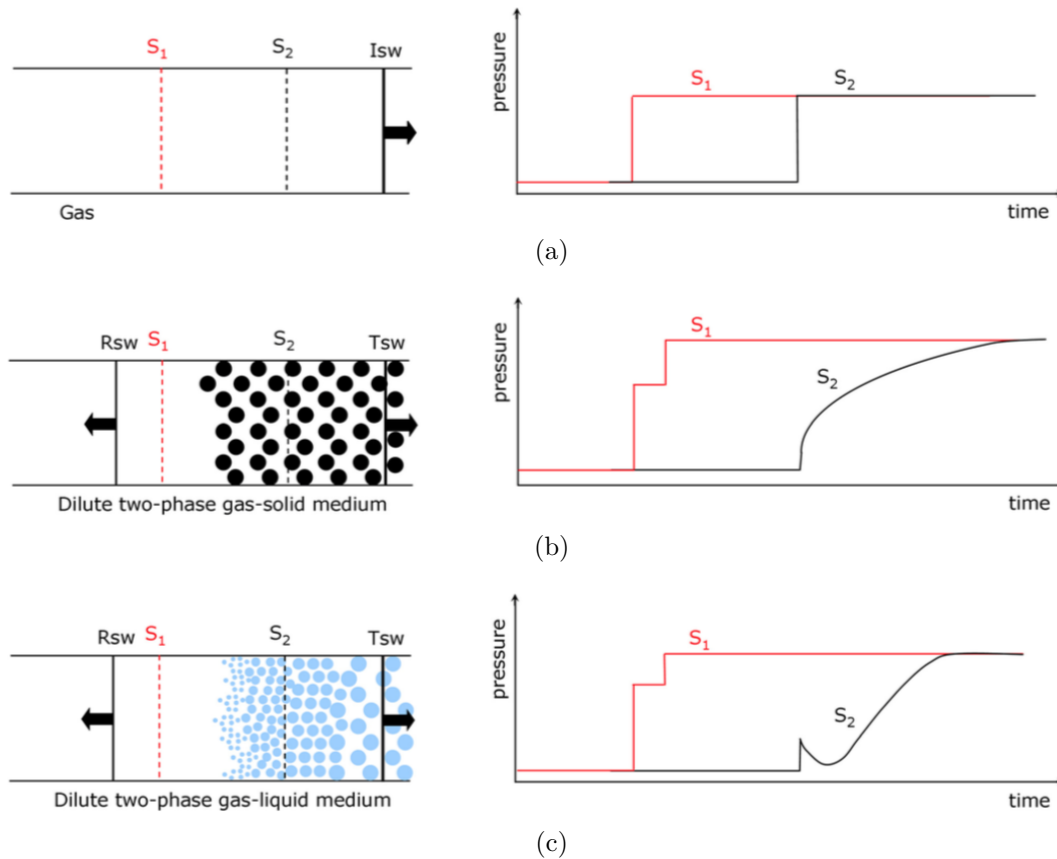 S₁ S₂ Isw
Gas
pressure
S₁ S₂
time
(a)
Rsw S₁ S₂ Tsw
Dilute two-phase gas-solid medium
pressure
S₁
S₂
time
(b)
Rsw S₁ S₂ Tsw
Dilute two-phase gas-liquid medium
pressure
S₁
S₂
time
(c)